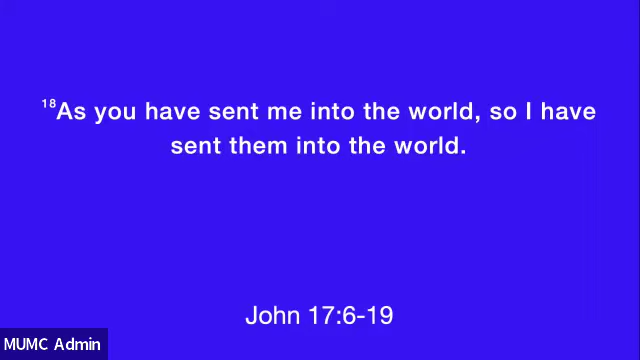 18As you have sent me into the world, so I have
sent them into the world.
John 17:6-19
MUMC Admin